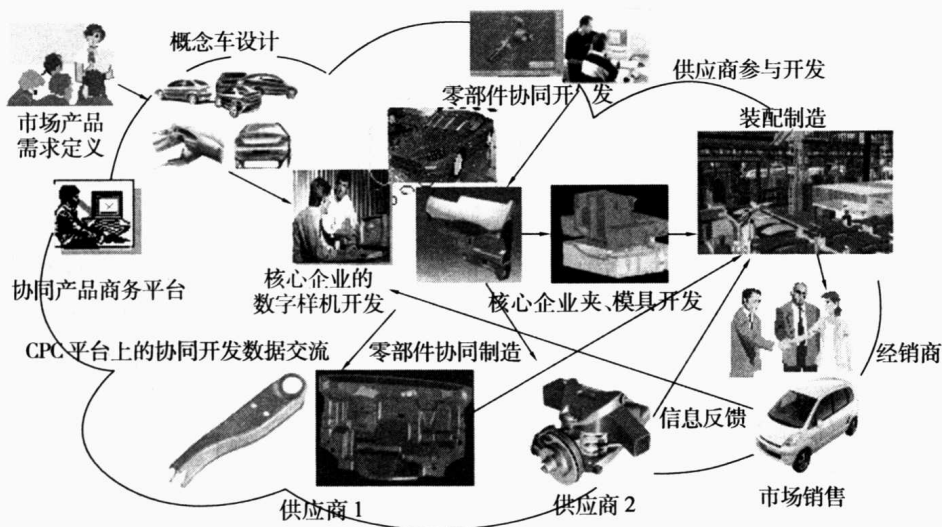 概念车设计
供应商参与开发
零部件协同开发
装配制造
市场产品
需求定义
协同产品商务平台
核心企业的
数字样机开发
核心企业夹、模具开发
CPC 平台上的协同开发数据交流
零部件协同制造
经销商
信息反馈
供应商 1
供应商 2
市场销售